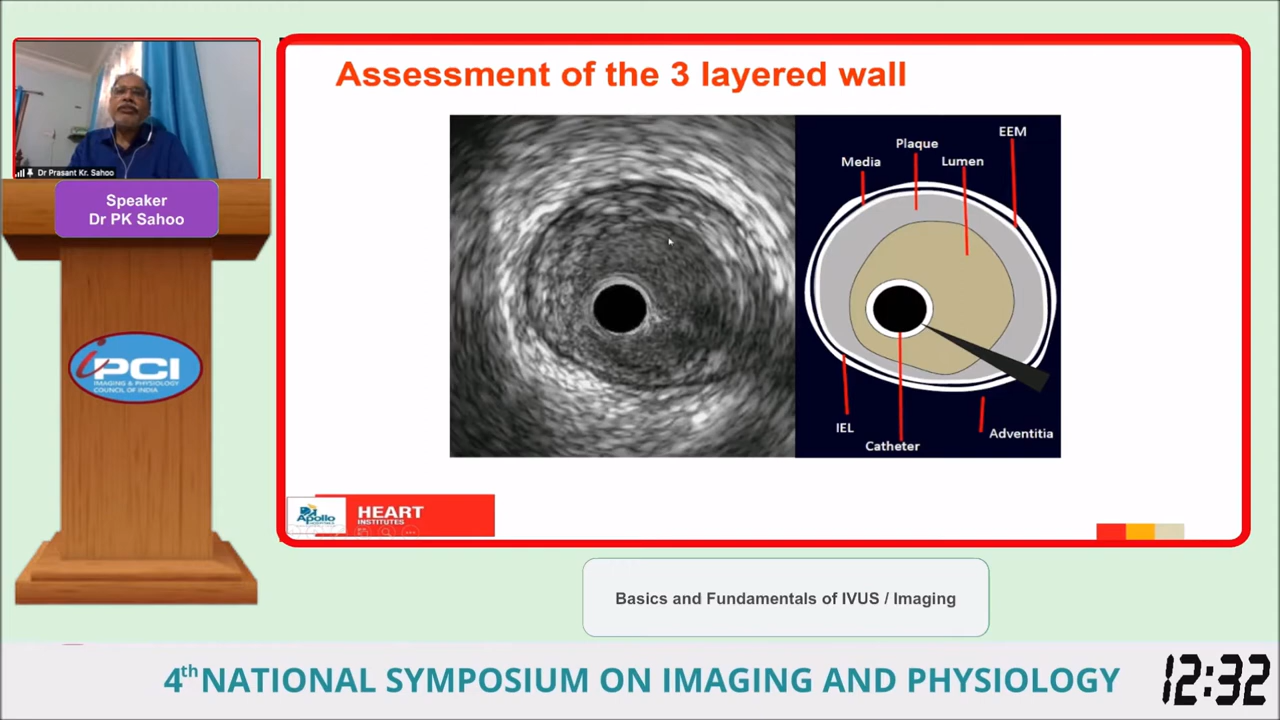 Dr Prasant Kr. Sahoo
Speaker
Dr PK Sahoo
iPCI
IMAGING & PHYSIOLOGY
COUNCIL OF INDIA
Assessment of the 3 layered wall
EEM
Plaque
Media
Lumen
IEL
Adventitia
Catheter
Apollo
HOSPITALS
HEART
INSTITUTES
Basics and Fundamentals of IVUS / Imaging
4th NATIONAL SYMPOSIUM ON IMAGING AND PHYSIOLOGY
12:32